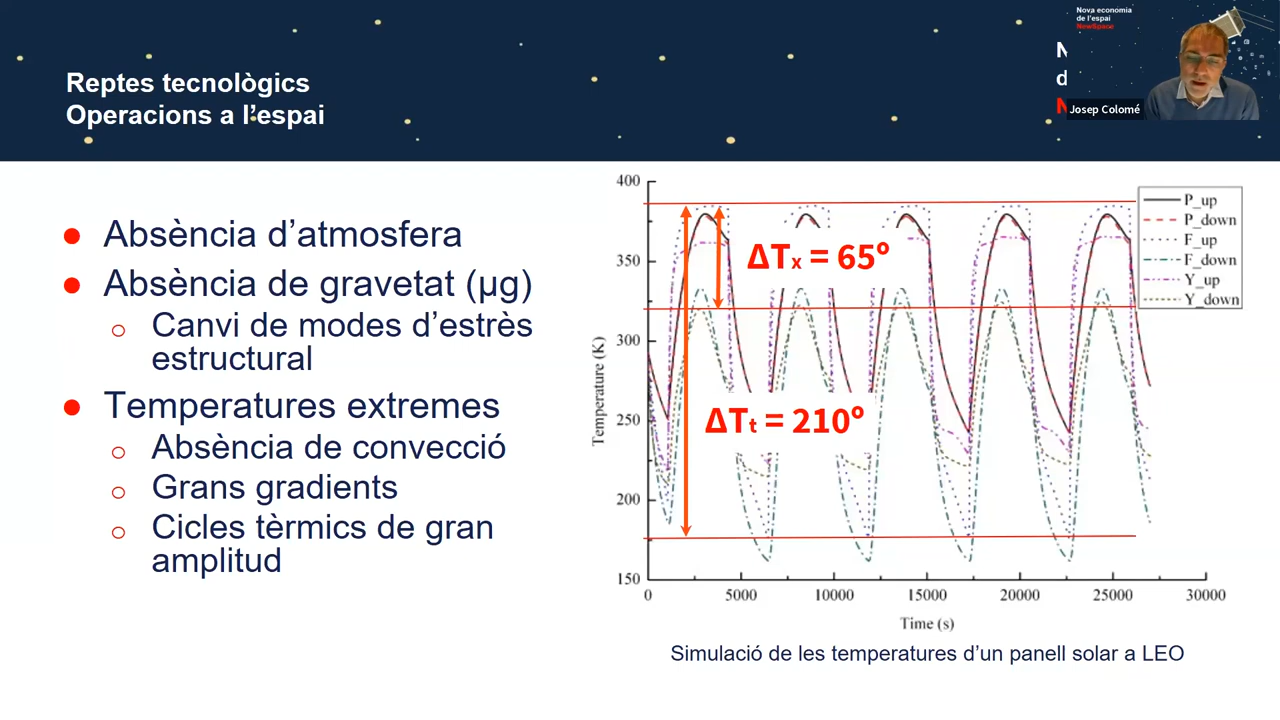 Reptes tecnològics
Operacions a l'espai
Nova economia
de l'espai
NewSpace
N
d
N
Josep Colomé
● Absència d'atmosfera
● Absència de gravetat (µg)
o Canvi de modes d'estrès
estructural
● Temperatures extremes
o Absència de convecció
o Grans gradients
o Cicles tèrmics de gran
amplitud
400
350
300
250
200
150
Temperature (K)
ΔTx = 65º
ΔTt = 210º
P_up
P_down
F_up
F_down
Y_up
Y_down
0 5000 10000 15000 20000 25000 30000
Time (s)
Simulació de les temperatures d'un panell solar a LEO